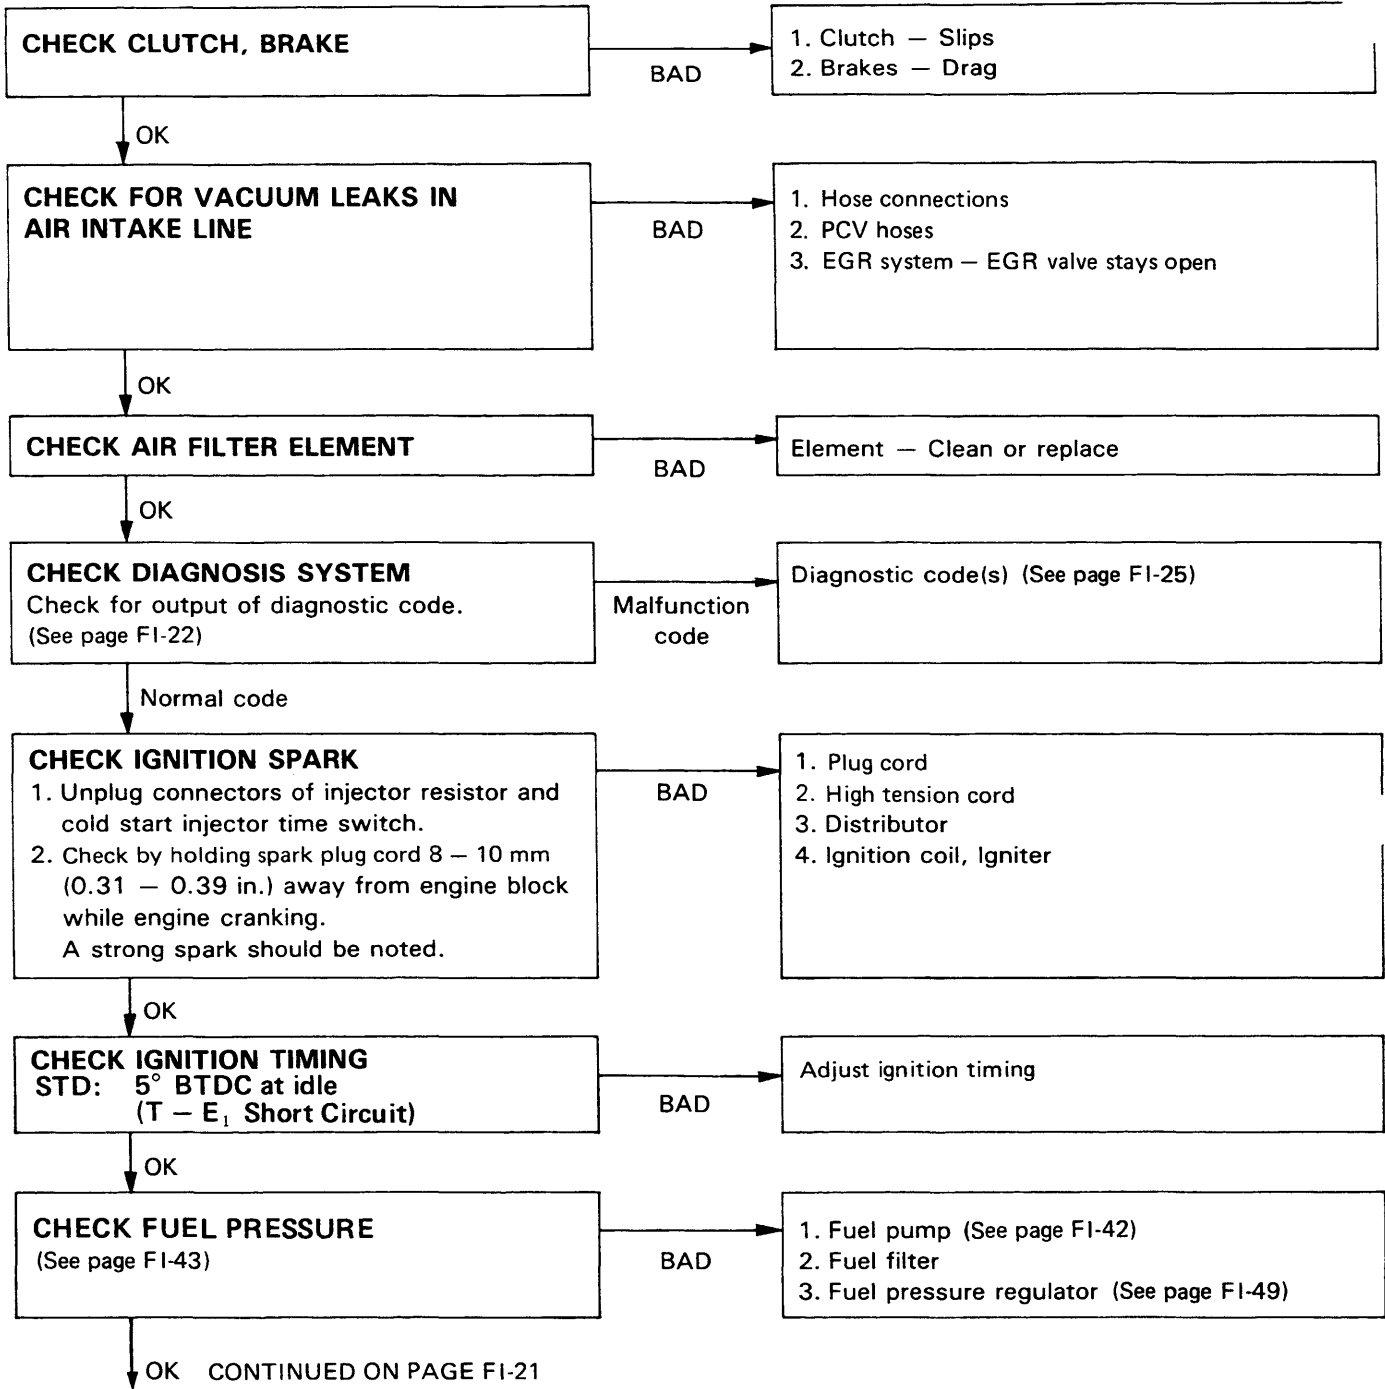 CHECK CLUTCH, BRAKE
BAD
1. Clutch — Slips
2. Brakes — Drag
OK
CHECK FOR VACUUM LEAKS IN
AIR INTAKE LINE
BAD
1. Hose connections
2. PCV hoses
3. EGR system — EGR valve stays open
OK
CHECK AIR FILTER ELEMENT
BAD
Element — Clean or replace
OK
CHECK DIAGNOSIS SYSTEM
Check for output of diagnostic code.
(See page FI-22)
Malfunction
code
Diagnostic code(s) (See page FI-25)
Normal code
CHECK IGNITION SPARK
1. Unplug connectors of injector resistor and
cold start injector time switch.
2. Check by holding spark plug cord 8 — 10 mm
(0.31 — 0.39 in.) away from engine block
while engine cranking.
A strong spark should be noted.
BAD
1. Plug cord
2. High tension cord
3. Distributor
4. Ignition coil, Igniter
OK
CHECK IGNITION TIMING
STD: 5° BTDC at idle
(T — E₁ Short Circuit)
BAD
Adjust ignition timing
OK
CHECK FUEL PRESSURE
(See page FI-43)
BAD
1. Fuel pump (See page FI-42)
2. Fuel filter
3. Fuel pressure regulator (See page FI-49)
OK CONTINUED ON PAGE FI-21